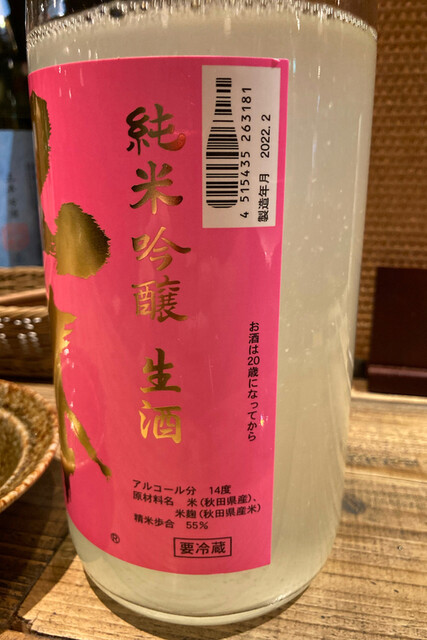 純米吟醸 生酒
4 515435 263181
製造年月 2022.2
お酒は20歳になってから
アルコール分 14度
原材料名 米(秋田県産)、
米麹(秋田県産米)
精米歩合 55%
要冷蔵
®